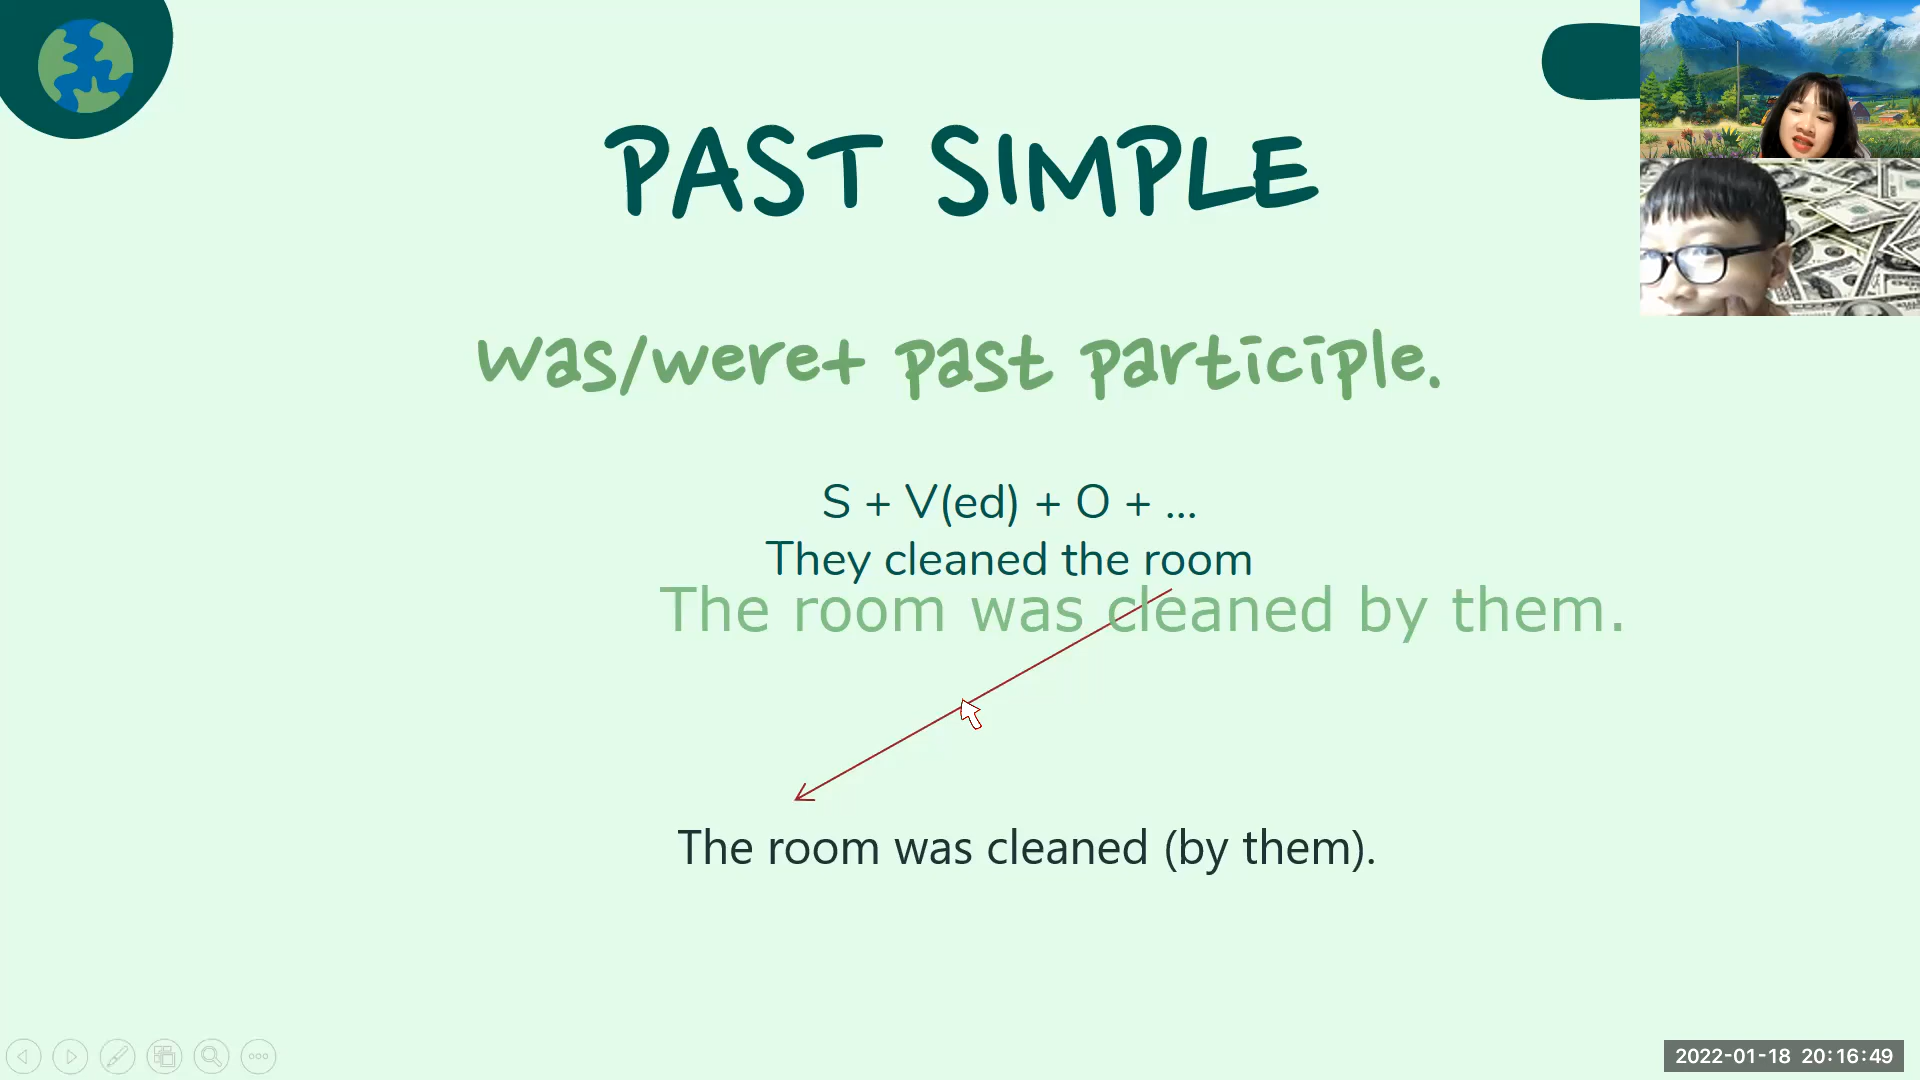 PAST SIMPLE
was/were+ past participle.
S + V(ed) + O + ...
They cleaned the room
The room was cleaned by them.
The room was cleaned (by them).
2022-01-18 20:16:49